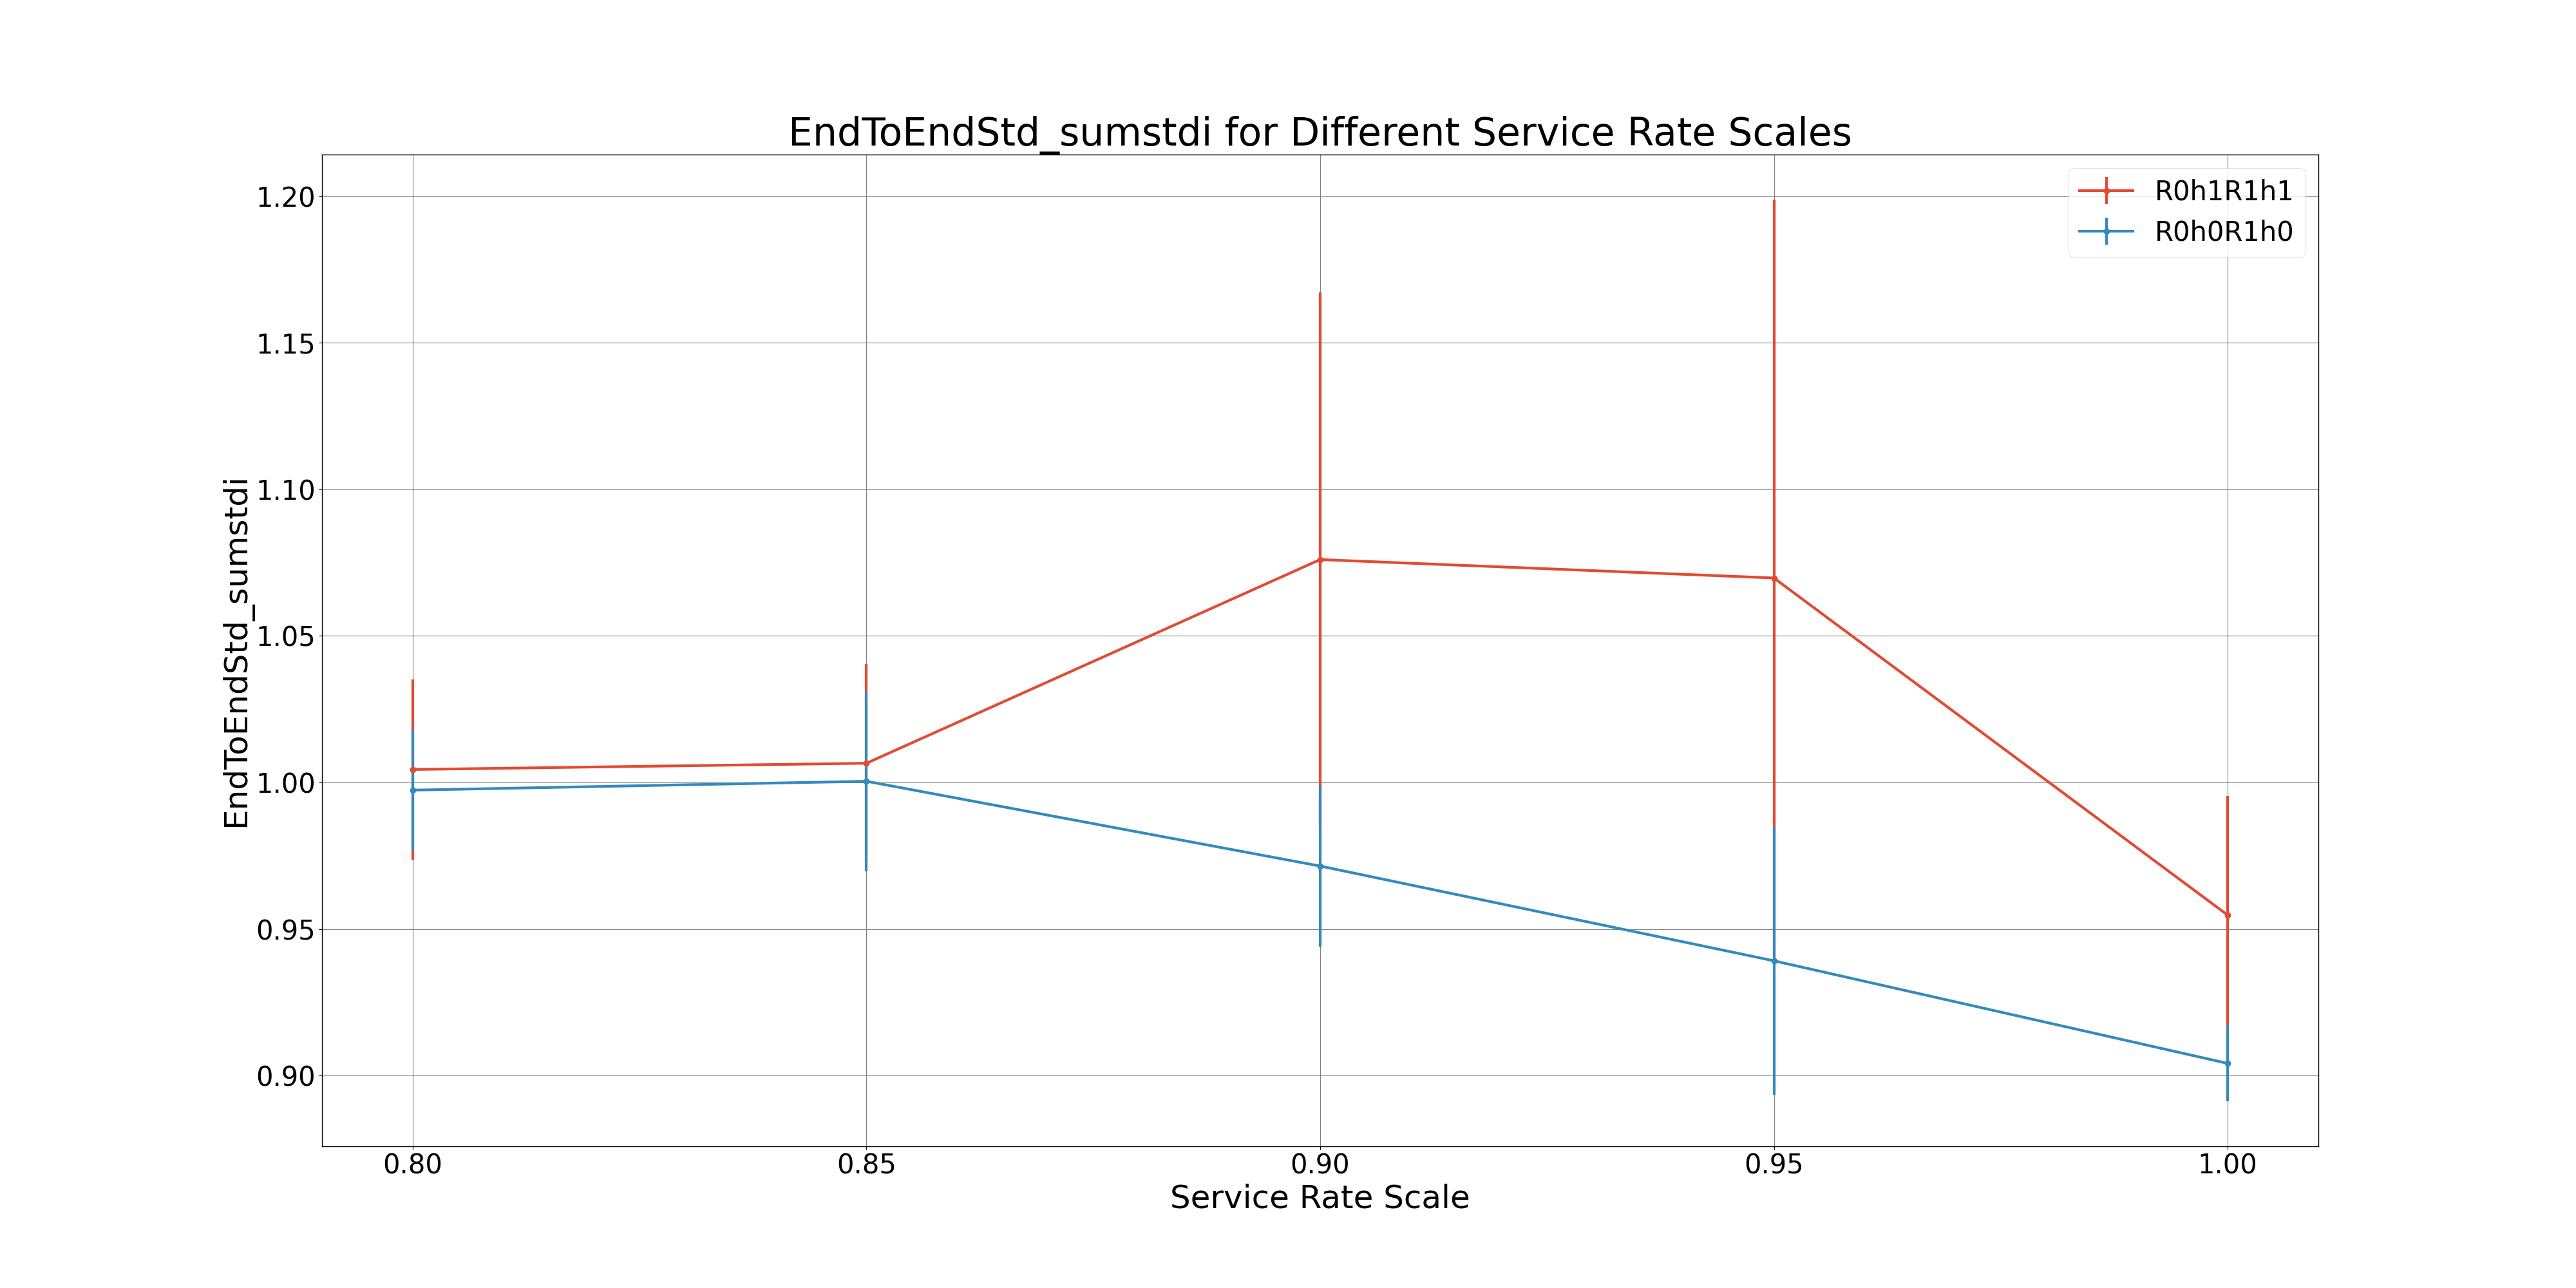 EndToEndStd_sumstdi for Different Service Rate Scales
R0h1R1h1
R0h0R1h0
EndToEndStd_sumstdi
1.20
1.15
1.10
1.05
1.00
0.95
0.90
0.80 0.85 0.90 0.95 1.00
Service Rate Scale